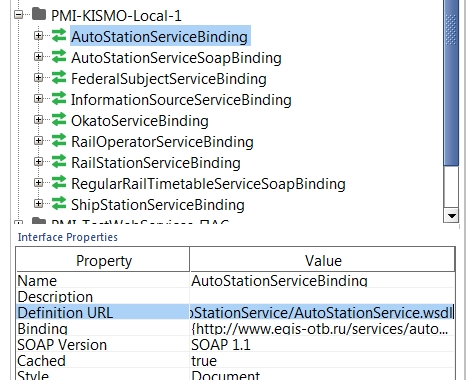 PMI-KISMO-Local-1
AutoStationServiceBinding
AutoStationServiceSoapBinding
FederalSubjectServiceBinding
InformationSourceServiceBinding
OkatoServiceBinding
RailOperatorServiceBinding
RailStationServiceBinding
RegularRailTimetableServiceSoapBinding
ShipStationServiceBinding
PMI-TestWebServices-ПАС
Interface Properties
Property Value
Name AutoStationServiceBinding
Description
Definition URL oStationService/AutoStationService.wsdl
Binding {http://www.egis-otb.ru/services/auto...
SOAP Version SOAP 1.1
Cached true
Style Document